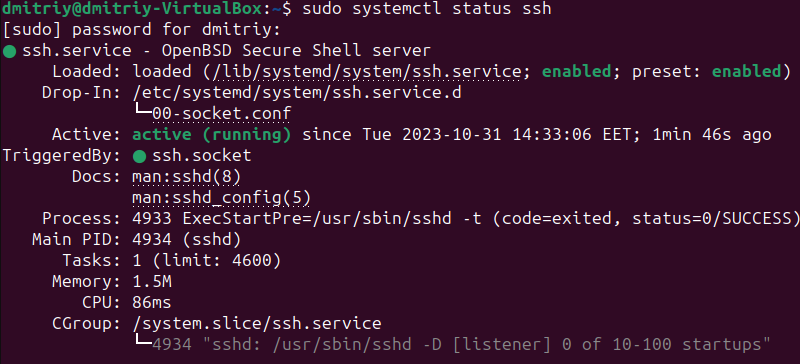 dmitriy@dmitriy-VirtualBox:~$ sudo systemctl status ssh
[sudo] password for dmitriy:
● ssh.service - OpenBSD Secure Shell server
Loaded: loaded (/lib/systemd/system/ssh.service; enabled; preset: enabled)
Drop-In: /etc/systemd/system/ssh.service.d
└─00-socket.conf
Active: active (running) since Tue 2023-10-31 14:33:06 EET; 1min 46s ago
TriggeredBy: ● ssh.socket
Docs: man:sshd(8)
man:sshd_config(5)
Process: 4933 ExecStartPre=/usr/sbin/sshd -t (code=exited, status=0/SUCCESS)
Main PID: 4934 (sshd)
Tasks: 1 (limit: 4600)
Memory: 1.5M
CPU: 86ms
CGroup: /system.slice/ssh.service
└─4934 "sshd: /usr/sbin/sshd -D [listener] 0 of 10-100 startups"